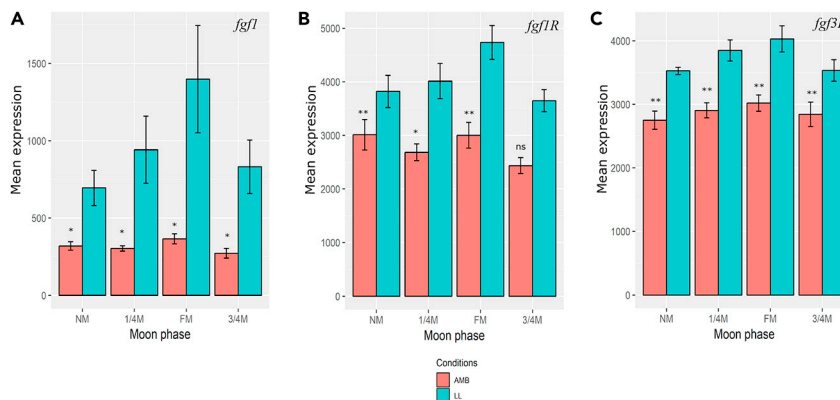 A
fgf1
Mean expression
1500
1000
500
0
*
*
*
*
NM
1/4M
FM
3/4M
Moon phase
B
fgf1R
Mean expression
5000
4000
3000
2000
1000
0
**
*
**
ns
NM
1/4M
FM
3/4M
Moon phase
C
Mean expression
4000
3000
2000
1000
0
**
**
**
**
NM
1/4M
FM
3/4M
Moon phase
Conditions
AMB
LL